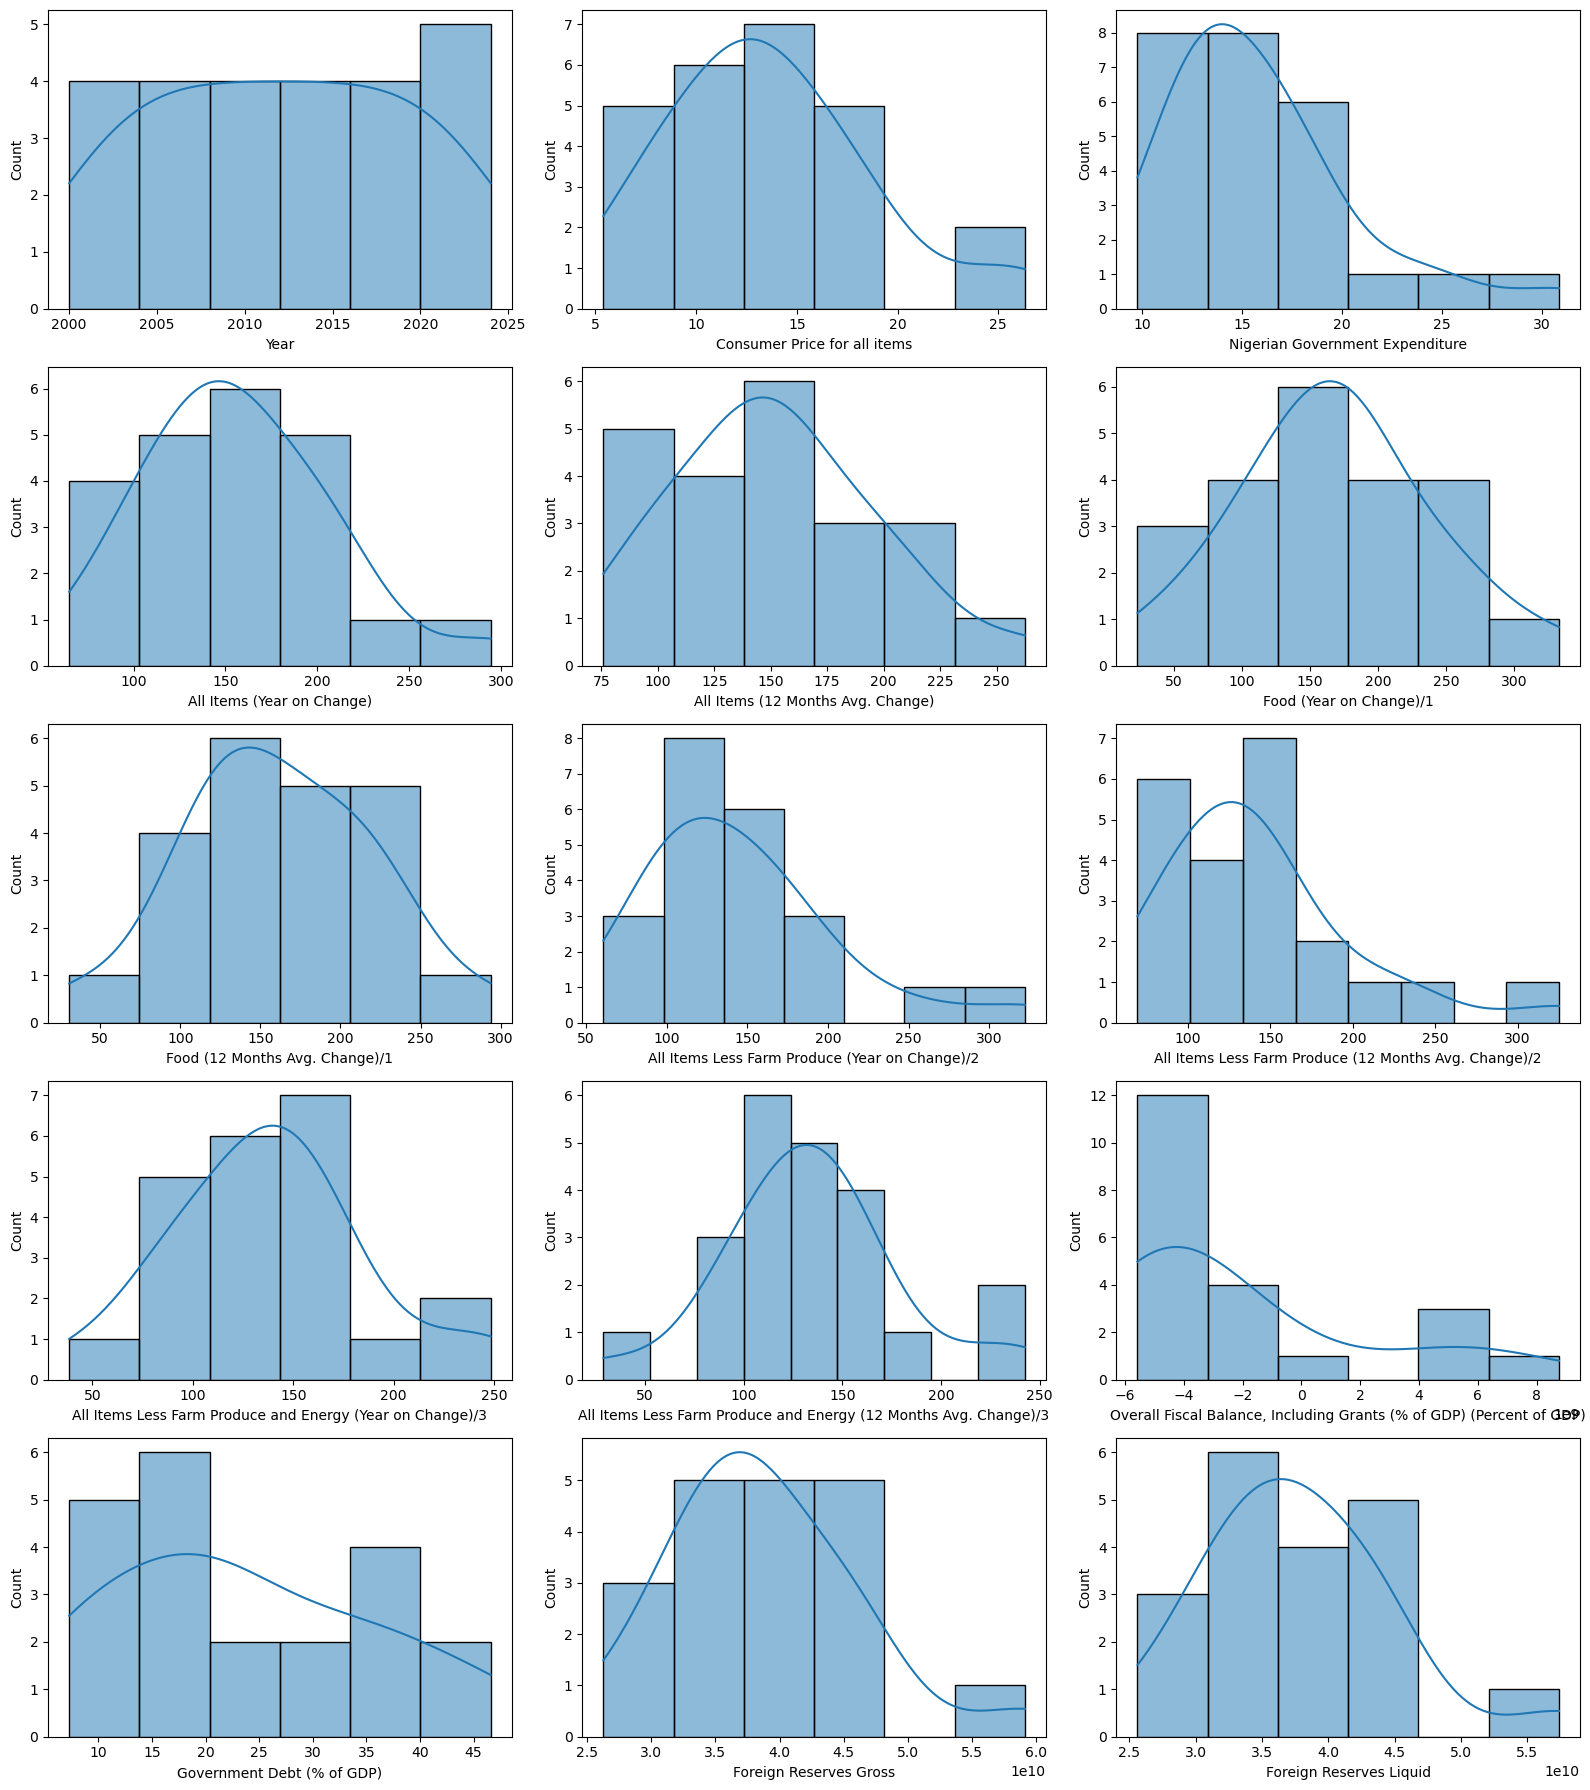 5
4
3
2
1
0
Count
2000 2005 2010 2015 2020 2025
Year
7
6
5
4
3
2
1
0
Count
5 10 15 20 25
Consumer Price for all items
8
7
6
5
4
3
2
1
0
Count
10 15 20 25 30
Nigerian Government Expenditure
6
5
4
3
2
1
0
Count
100 150 200 250 300
All Items (Year on Change)
6
5
4
3
2
1
0
Count
75 100 125 150 175 200 225 250
All Items (12 Months Avg. Change)
6
5
4
3
2
1
0
Count
50 100 150 200 250 300
Food (Year on Change)/1
6
5
4
3
2
1
0
Count
50 100 150 200 250 300
Food (12 Months Avg. Change)/1
8
7
6
5
4
3
2
1
0
Count
50 100 150 200 250 300
All Items Less Farm Produce (Year on Change)/2
7
6
5
4
3
2
1
0
Count
100 150 200 250 300
All Items Less Farm Produce (12 Months Avg. Change)/2
7
6
5
4
3
2
1
0
Count
50 100 150 200 250
All Items Less Farm Produce and Energy (Year on Change)/3
6
5
4
3
2
1
0
Count
50 100 150 200 250
All Items Less Farm Produce and Energy (12 Months Avg. Change)/3
12
10
8
6
4
2
0
Count
−6 −4 −2 0 2 4 6 8
Overall Fiscal Balance, Including Grants (% of GDP) (Percent of GDP)
1e9
6
5
4
3
2
1
0
Count
10 15 20 25 30 35 40 45
Government Debt (% of GDP)
5
4
3
2
1
0
Count
2.5 3.0 3.5 4.0 4.5 5.0 5.5 6.0
1e10
Foreign Reserves Gross
6
5
4
3
2
1
0
Count
2.5 3.0 3.5 4.0 4.5 5.0 5.5
1e10
Foreign Reserves Liquid